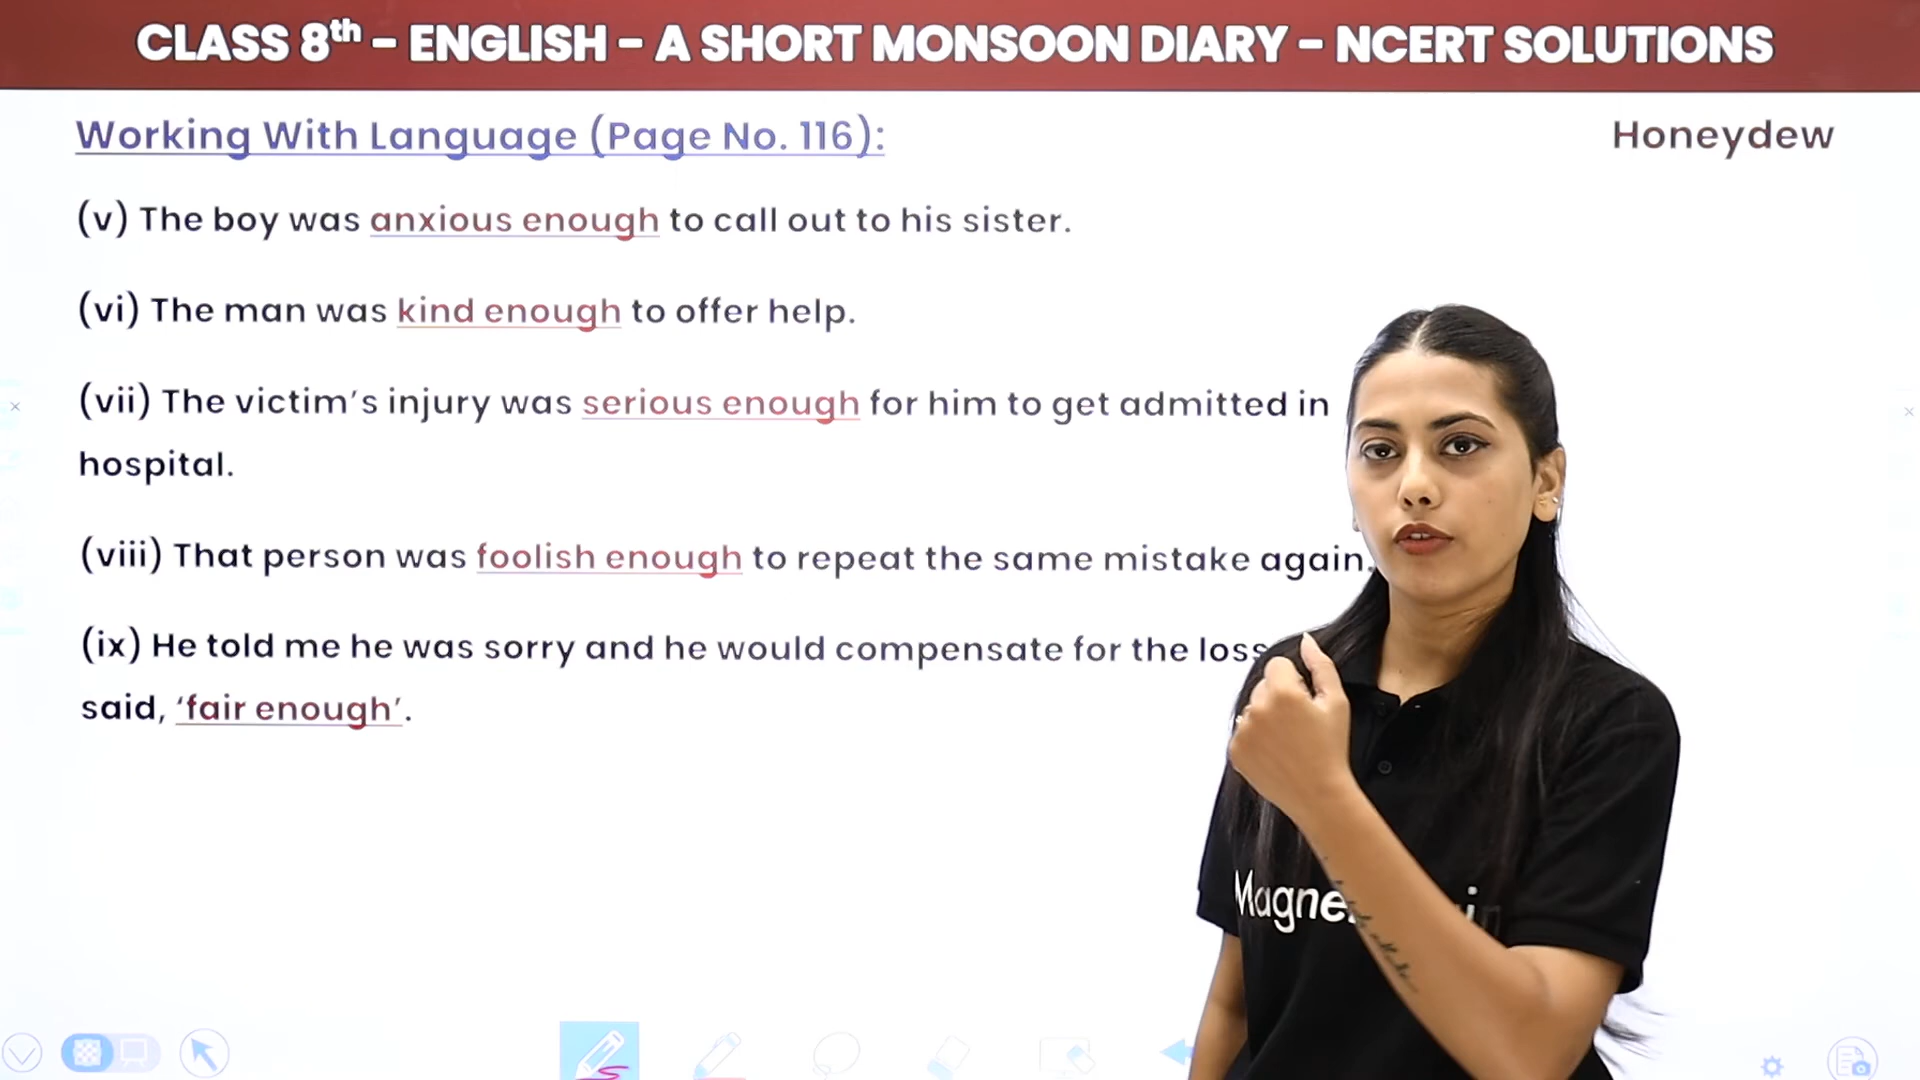 CLASS 8th - ENGLISH - A SHORT MONSOON DIARY - NCERT SOLUTIONS
Working With Language (Page No. 116):
Honeydew
(v) The boy was anxious enough to call out to his sister.
(vi) The man was kind enough to offer help.
(vii) The victim's injury was serious enough for him to get admitted in
hospital.
(viii) That person was foolish enough to repeat the same mistake again.
(ix) He told me he was sorry and he would compensate for the loss
said, 'fair enough'.